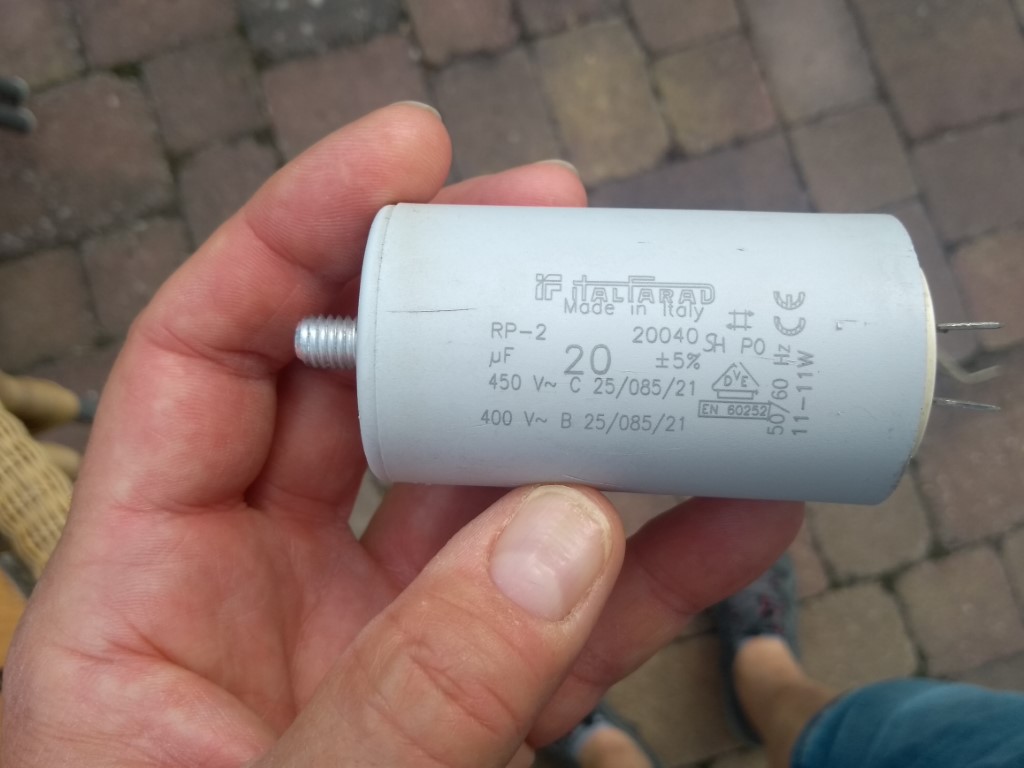 ITALFARAD
Made in Italy
RP-2 20040 SH P0
µF 20 ±5%
450 V~ C 25/085/21
400 V~ B 25/085/21
DVE
EN 60252
CE
50/60 Hz
11-11W